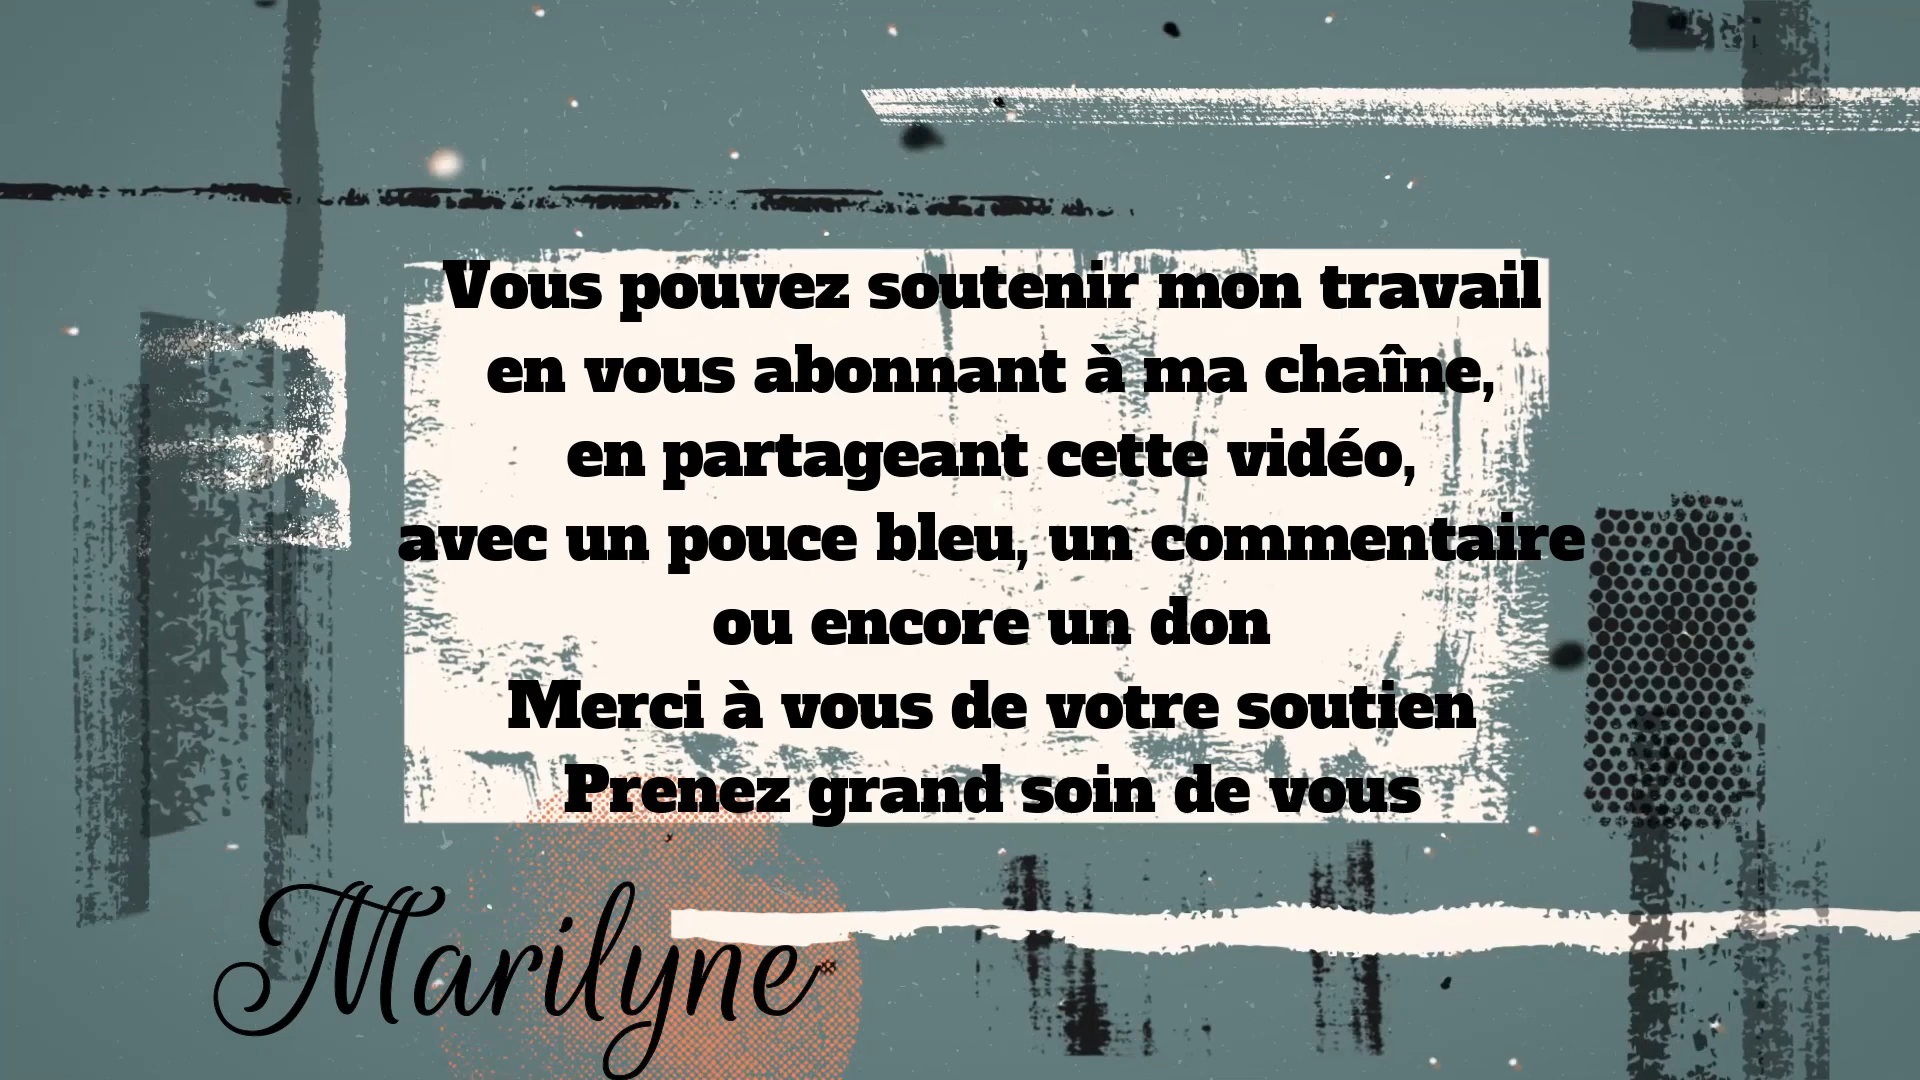 Vous pouvez soutenir mon travail
en vous abonnant à ma chaîne,
en partageant cette vidéo,
avec un pouce bleu, un commentaire
ou encore un don
Merci à vous de votre soutien
Prenez grand soin de vous
Marilyne